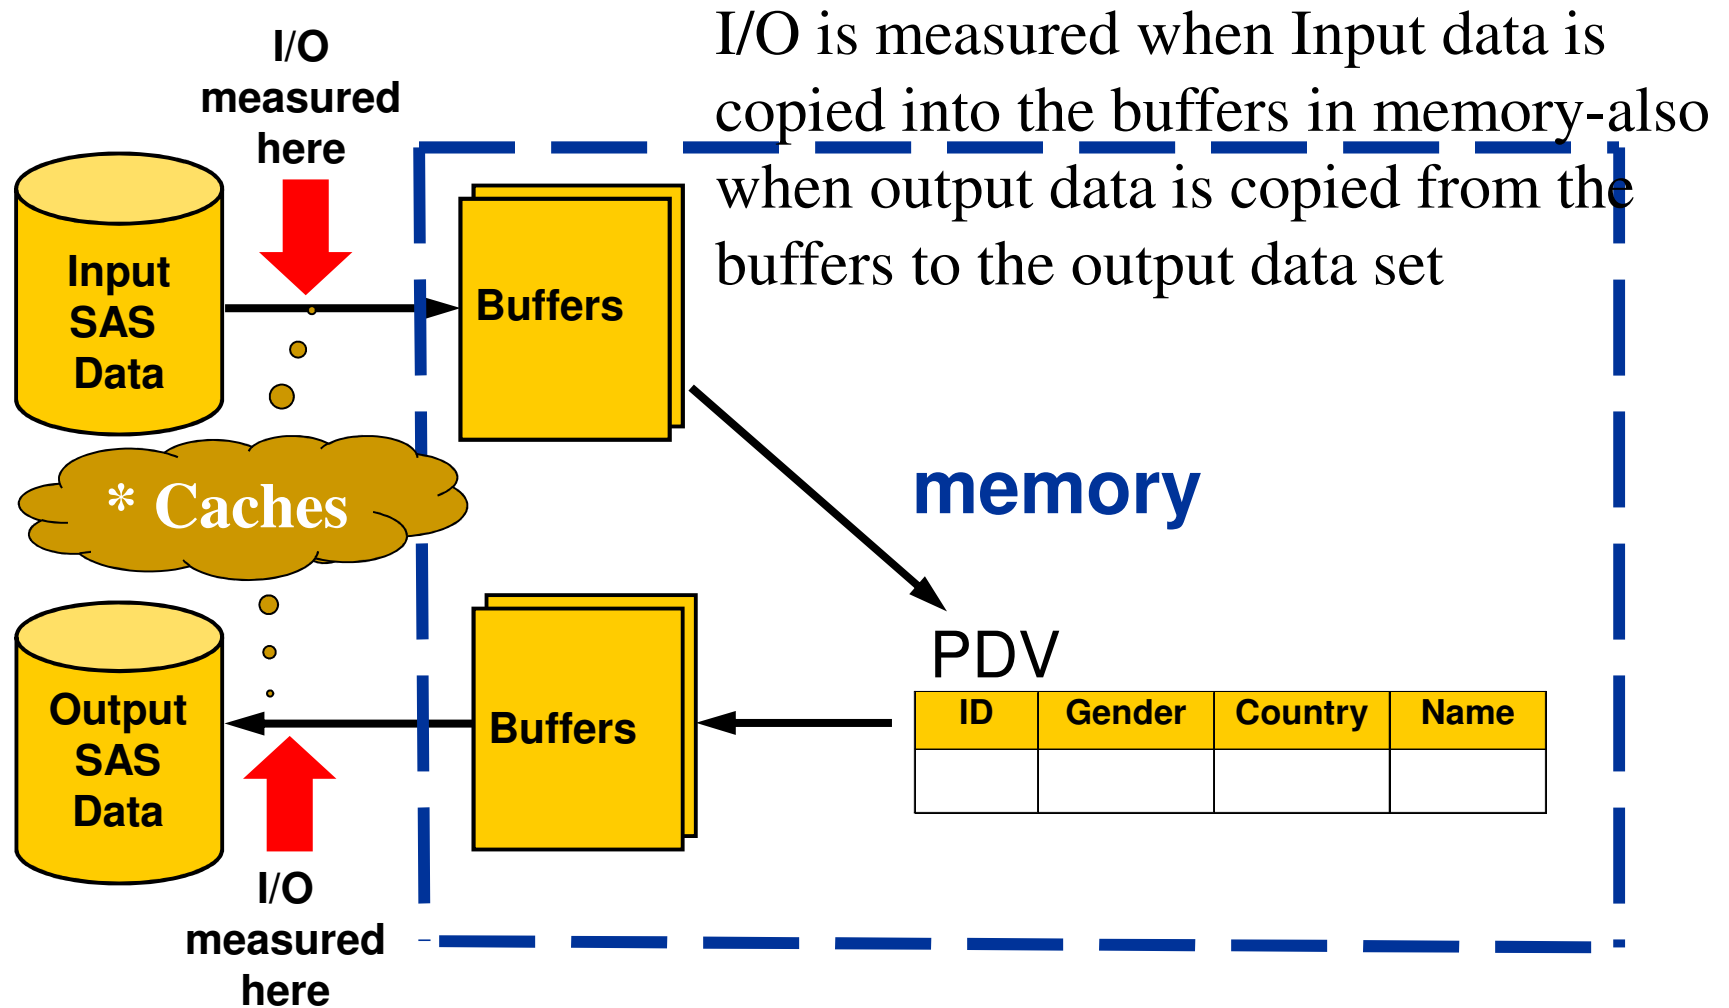 I/O
measured
here
I/O is measured when Input data is
copied into the buffers in memory-also
when output data is copied from the
buffers to the output data set
Input
SAS
Data
Buffers
* Caches
memory
PDV
ID Gender Country Name
Output
SAS
Data
Buffers
I/O
measured
here